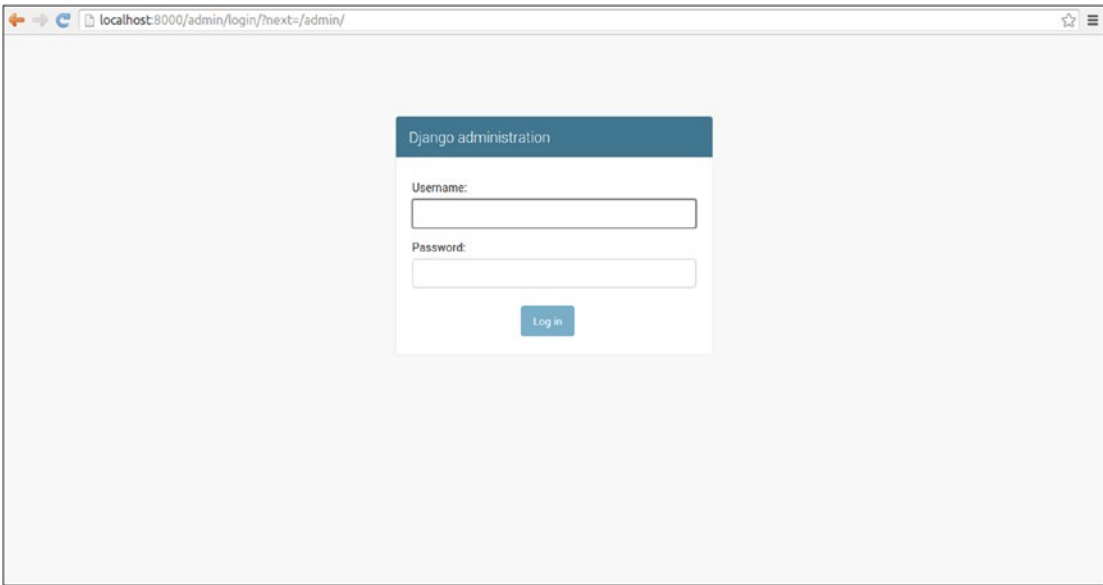 localhost:8000/admin/login/?next=/admin/
Django administration
Username:
Password:
Log in